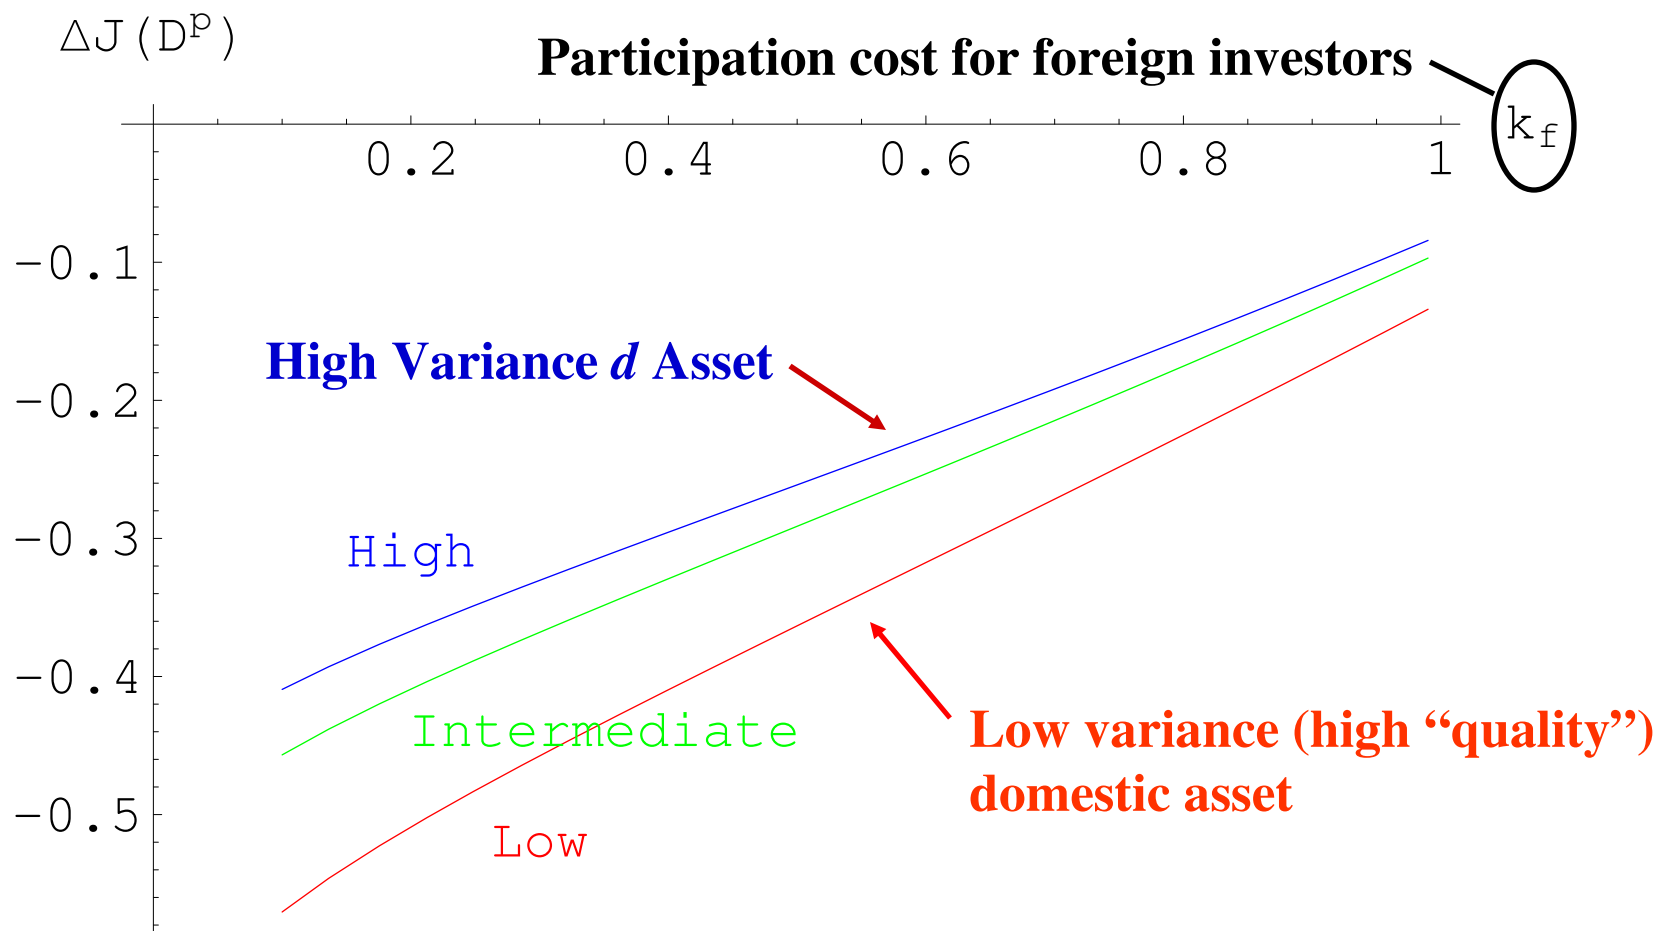 ΔJ(Dᵖ)
Participation cost for foreign investors
k_f
0.2 0.4 0.6 0.8 1
−0.1
High Variance d Asset
−0.2
−0.3
High
−0.4
Intermediate
Low variance (high “quality”)
domestic asset
−0.5
Low